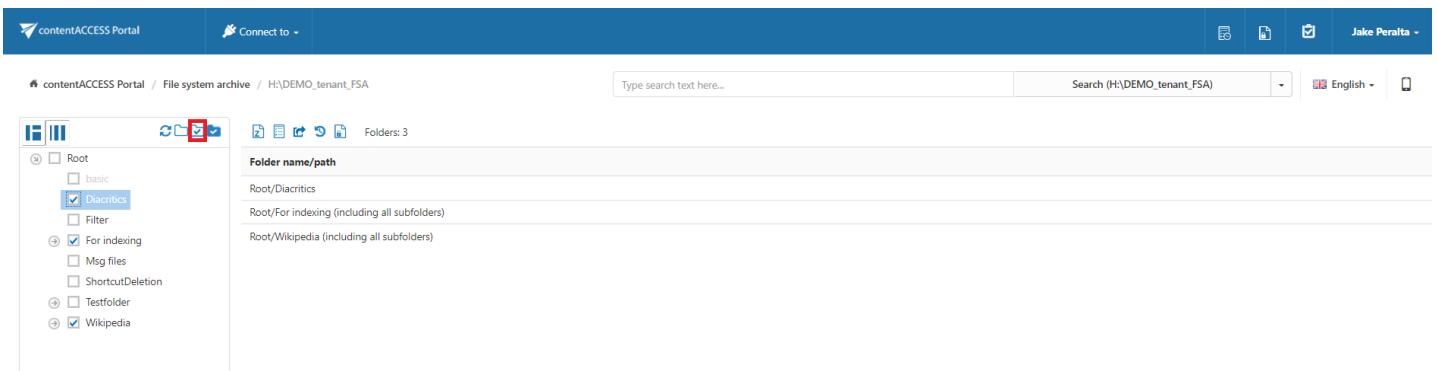 contentACCESS Portal
Connect to
Jake Peralta
contentACCESS Portal / File system archive / H:\DEMO_tenant_FSA
Type search text here...
Search (H:\DEMO_tenant_FSA)
English
Folders: 3
Root
basic
Diacritics
Filter
For indexing
Msg files
ShortcutDeletion
Testfolder
Wikipedia
Folder name/path
Root/Diacritics
Root/For indexing (including all subfolders)
Root/Wikipedia (including all subfolders)